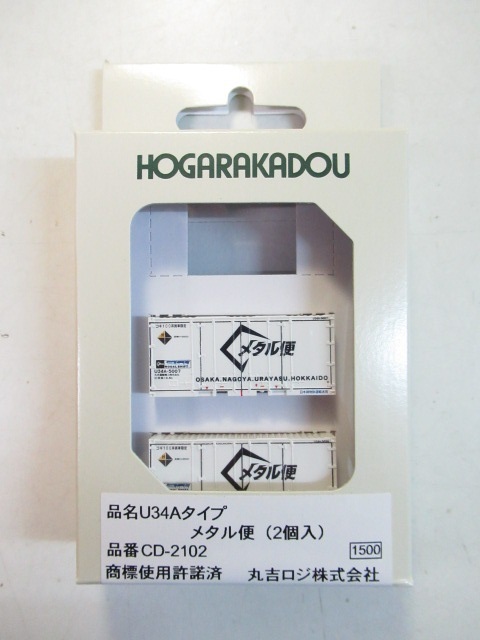 HOGARAKADOU
メタル便
U34A-5007
OSAKA.NAGOYA.URAYASU.HOKKAIDO
メタル便
品名U34Aタイプ
メタル便（2個入）
品番CD-2102
1500
商標使用許諾済 丸吉ロジ株式会社